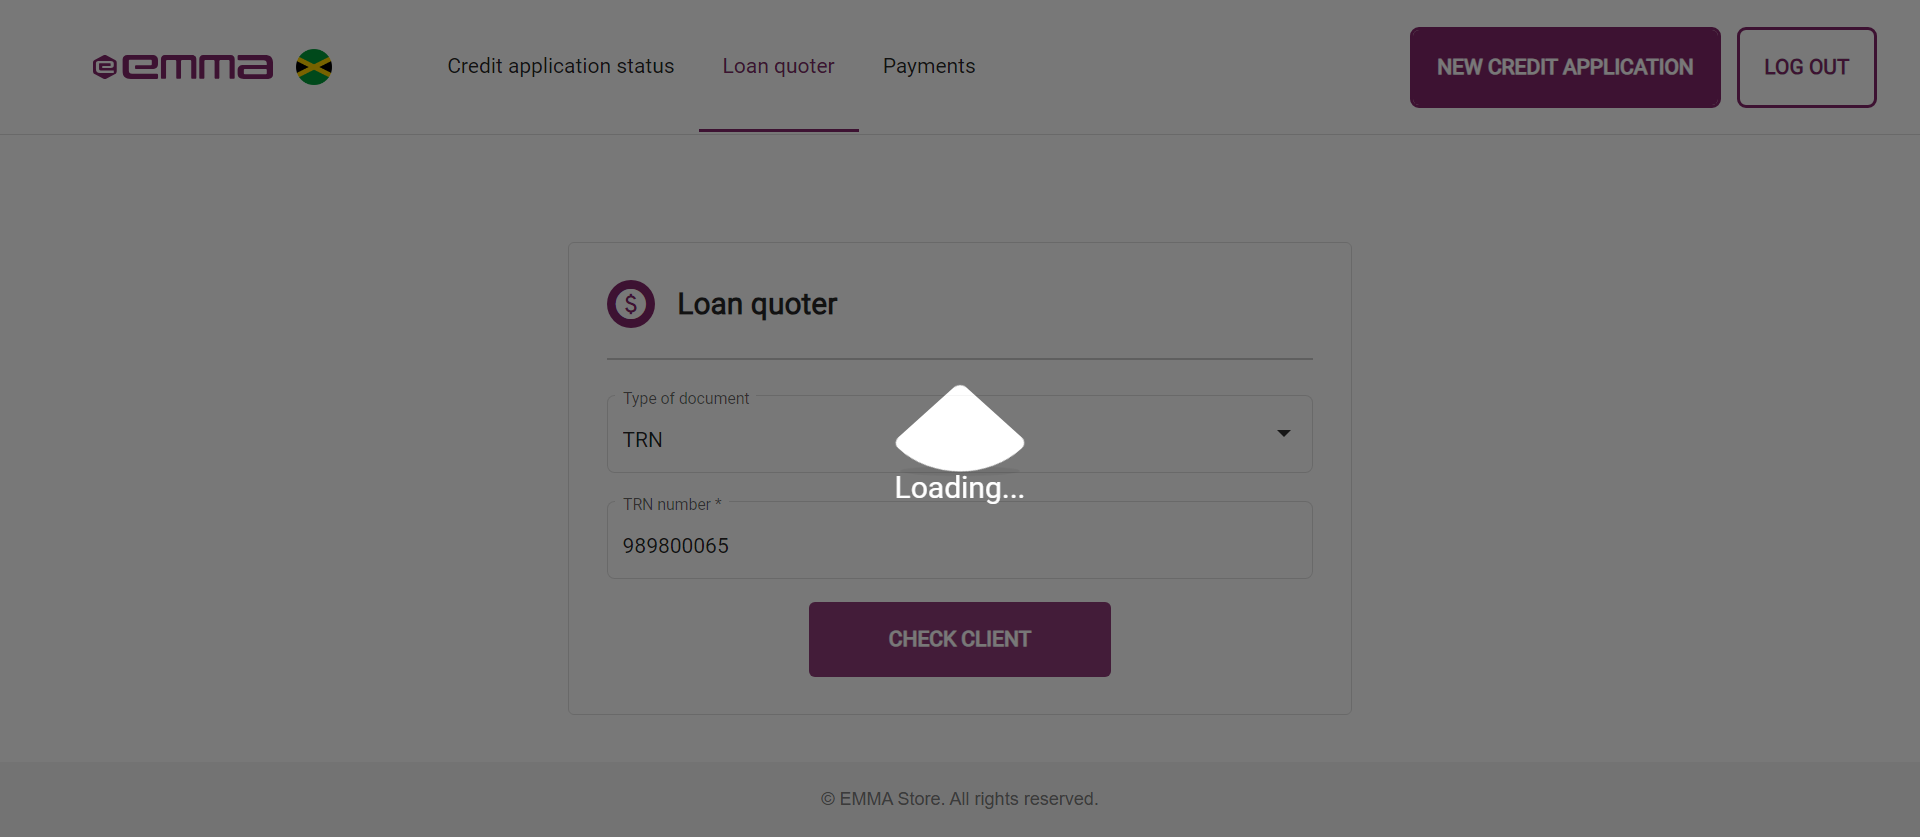 emma
Credit application status
Loan quoter
Payments
NEW CREDIT APPLICATION
LOG OUT
$ Loan quoter
Type of document
TRN
Loading...
TRN number *
989800065
CHECK CLIENT
© EMMA Store. All rights reserved.